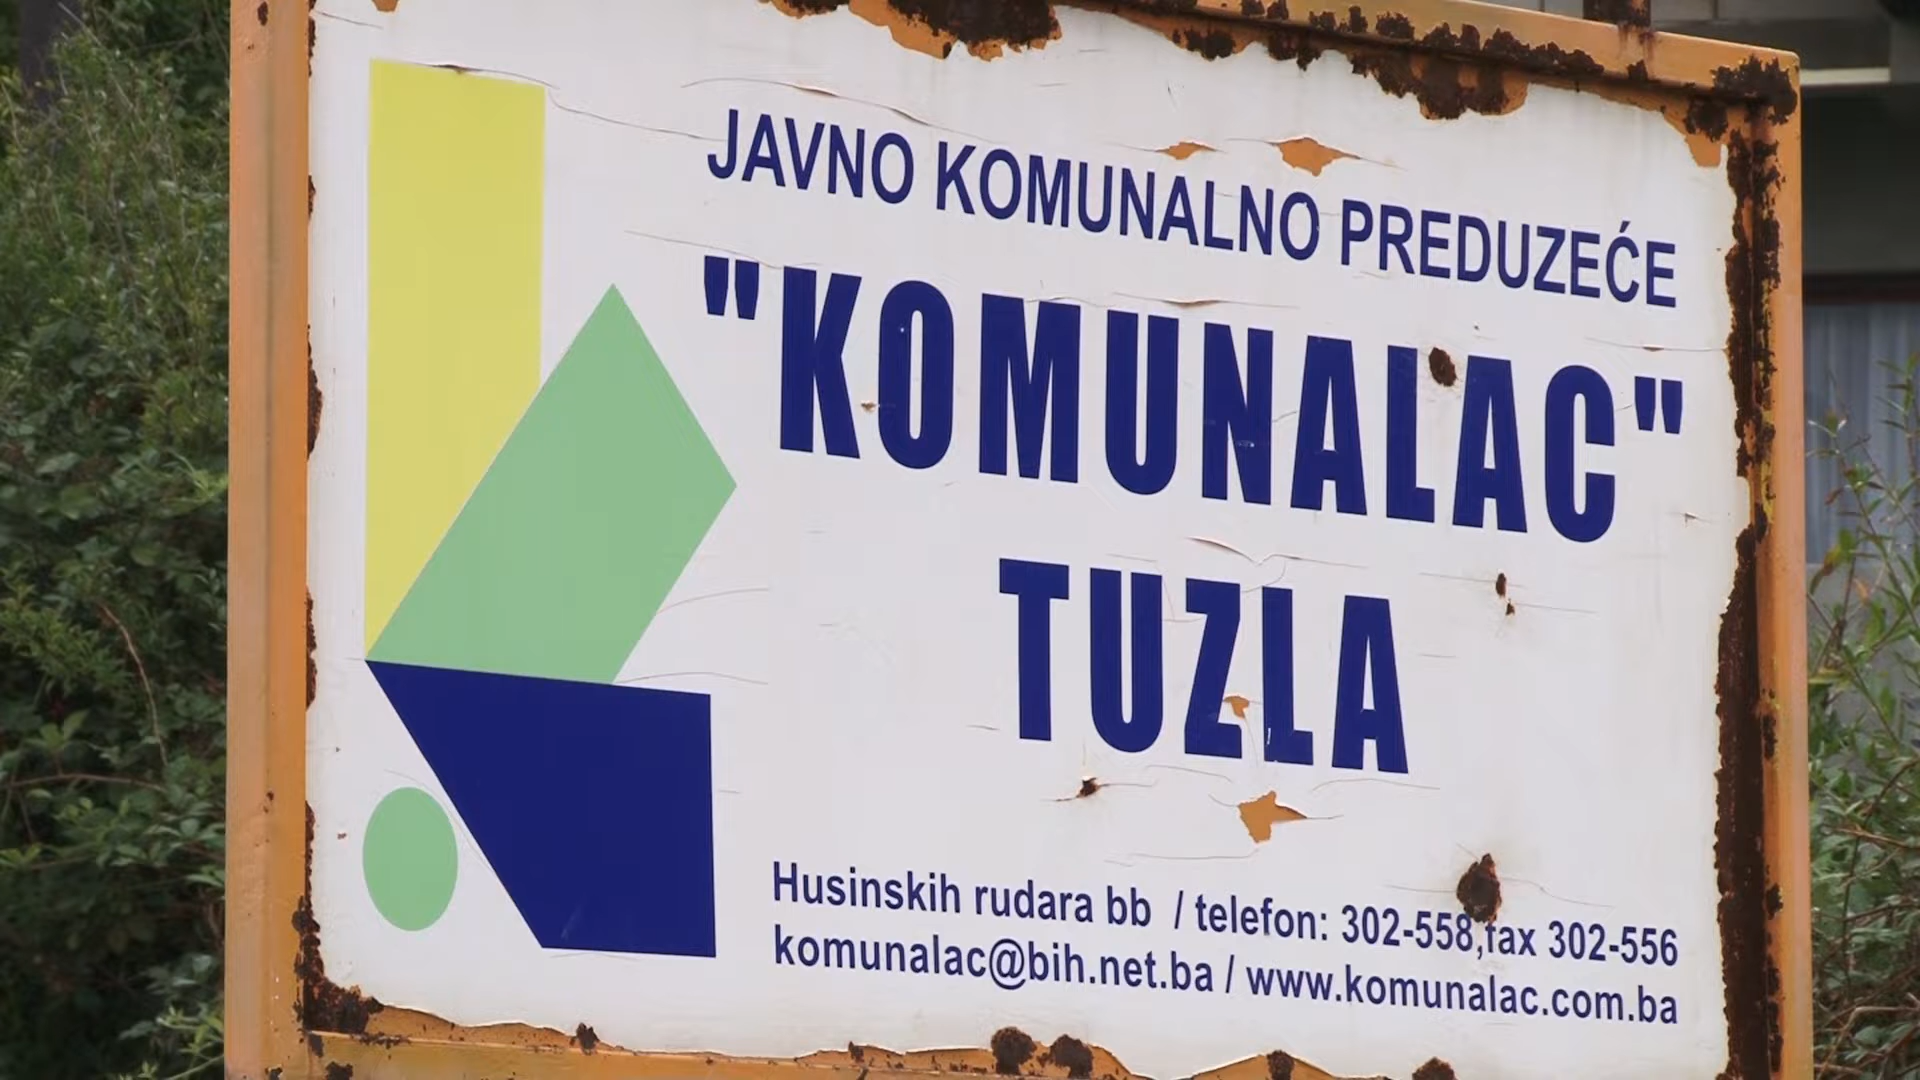 JAVNO KOMUNALNO PREDUZEĆE
"KOMUNALAC"
TUZLA
Husinskih rudara bb / telefon: 302-558,fax 302-556
komunalac@bih.net.ba / www.komunalac.com.ba